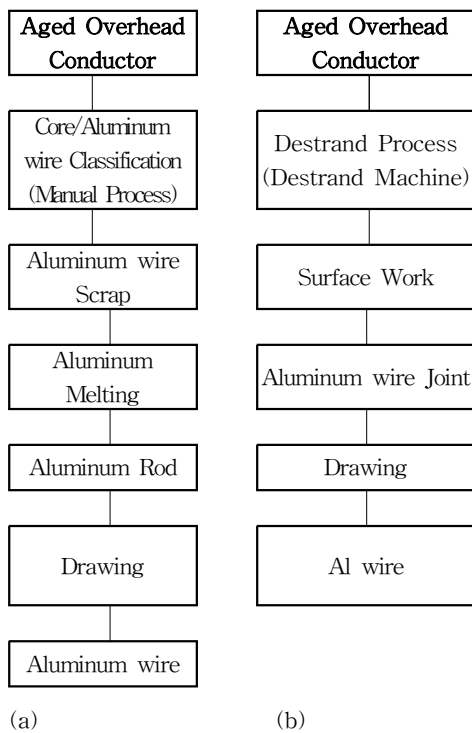 Aged Overhead
Conductor
Core/Aluminum
wire Classification
(Manual Process)
Aluminum wire
Scrap
Aluminum
Melting
Aluminum Rod
Drawing
Aluminum wire
(a)
Aged Overhead
Conductor
Destrand Process
(Destrand Machine)
Surface Work
Aluminum wire Joint
Drawing
Al wire
(b)